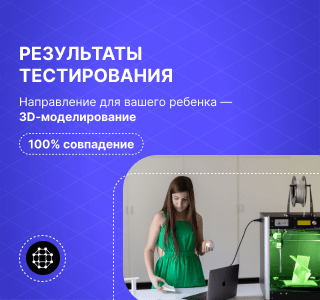 РЕЗУЛЬТАТЫ
ТЕСТИРОВАНИЯ
Направление для вашего ребенка —
3D-моделирование
100% совпадение